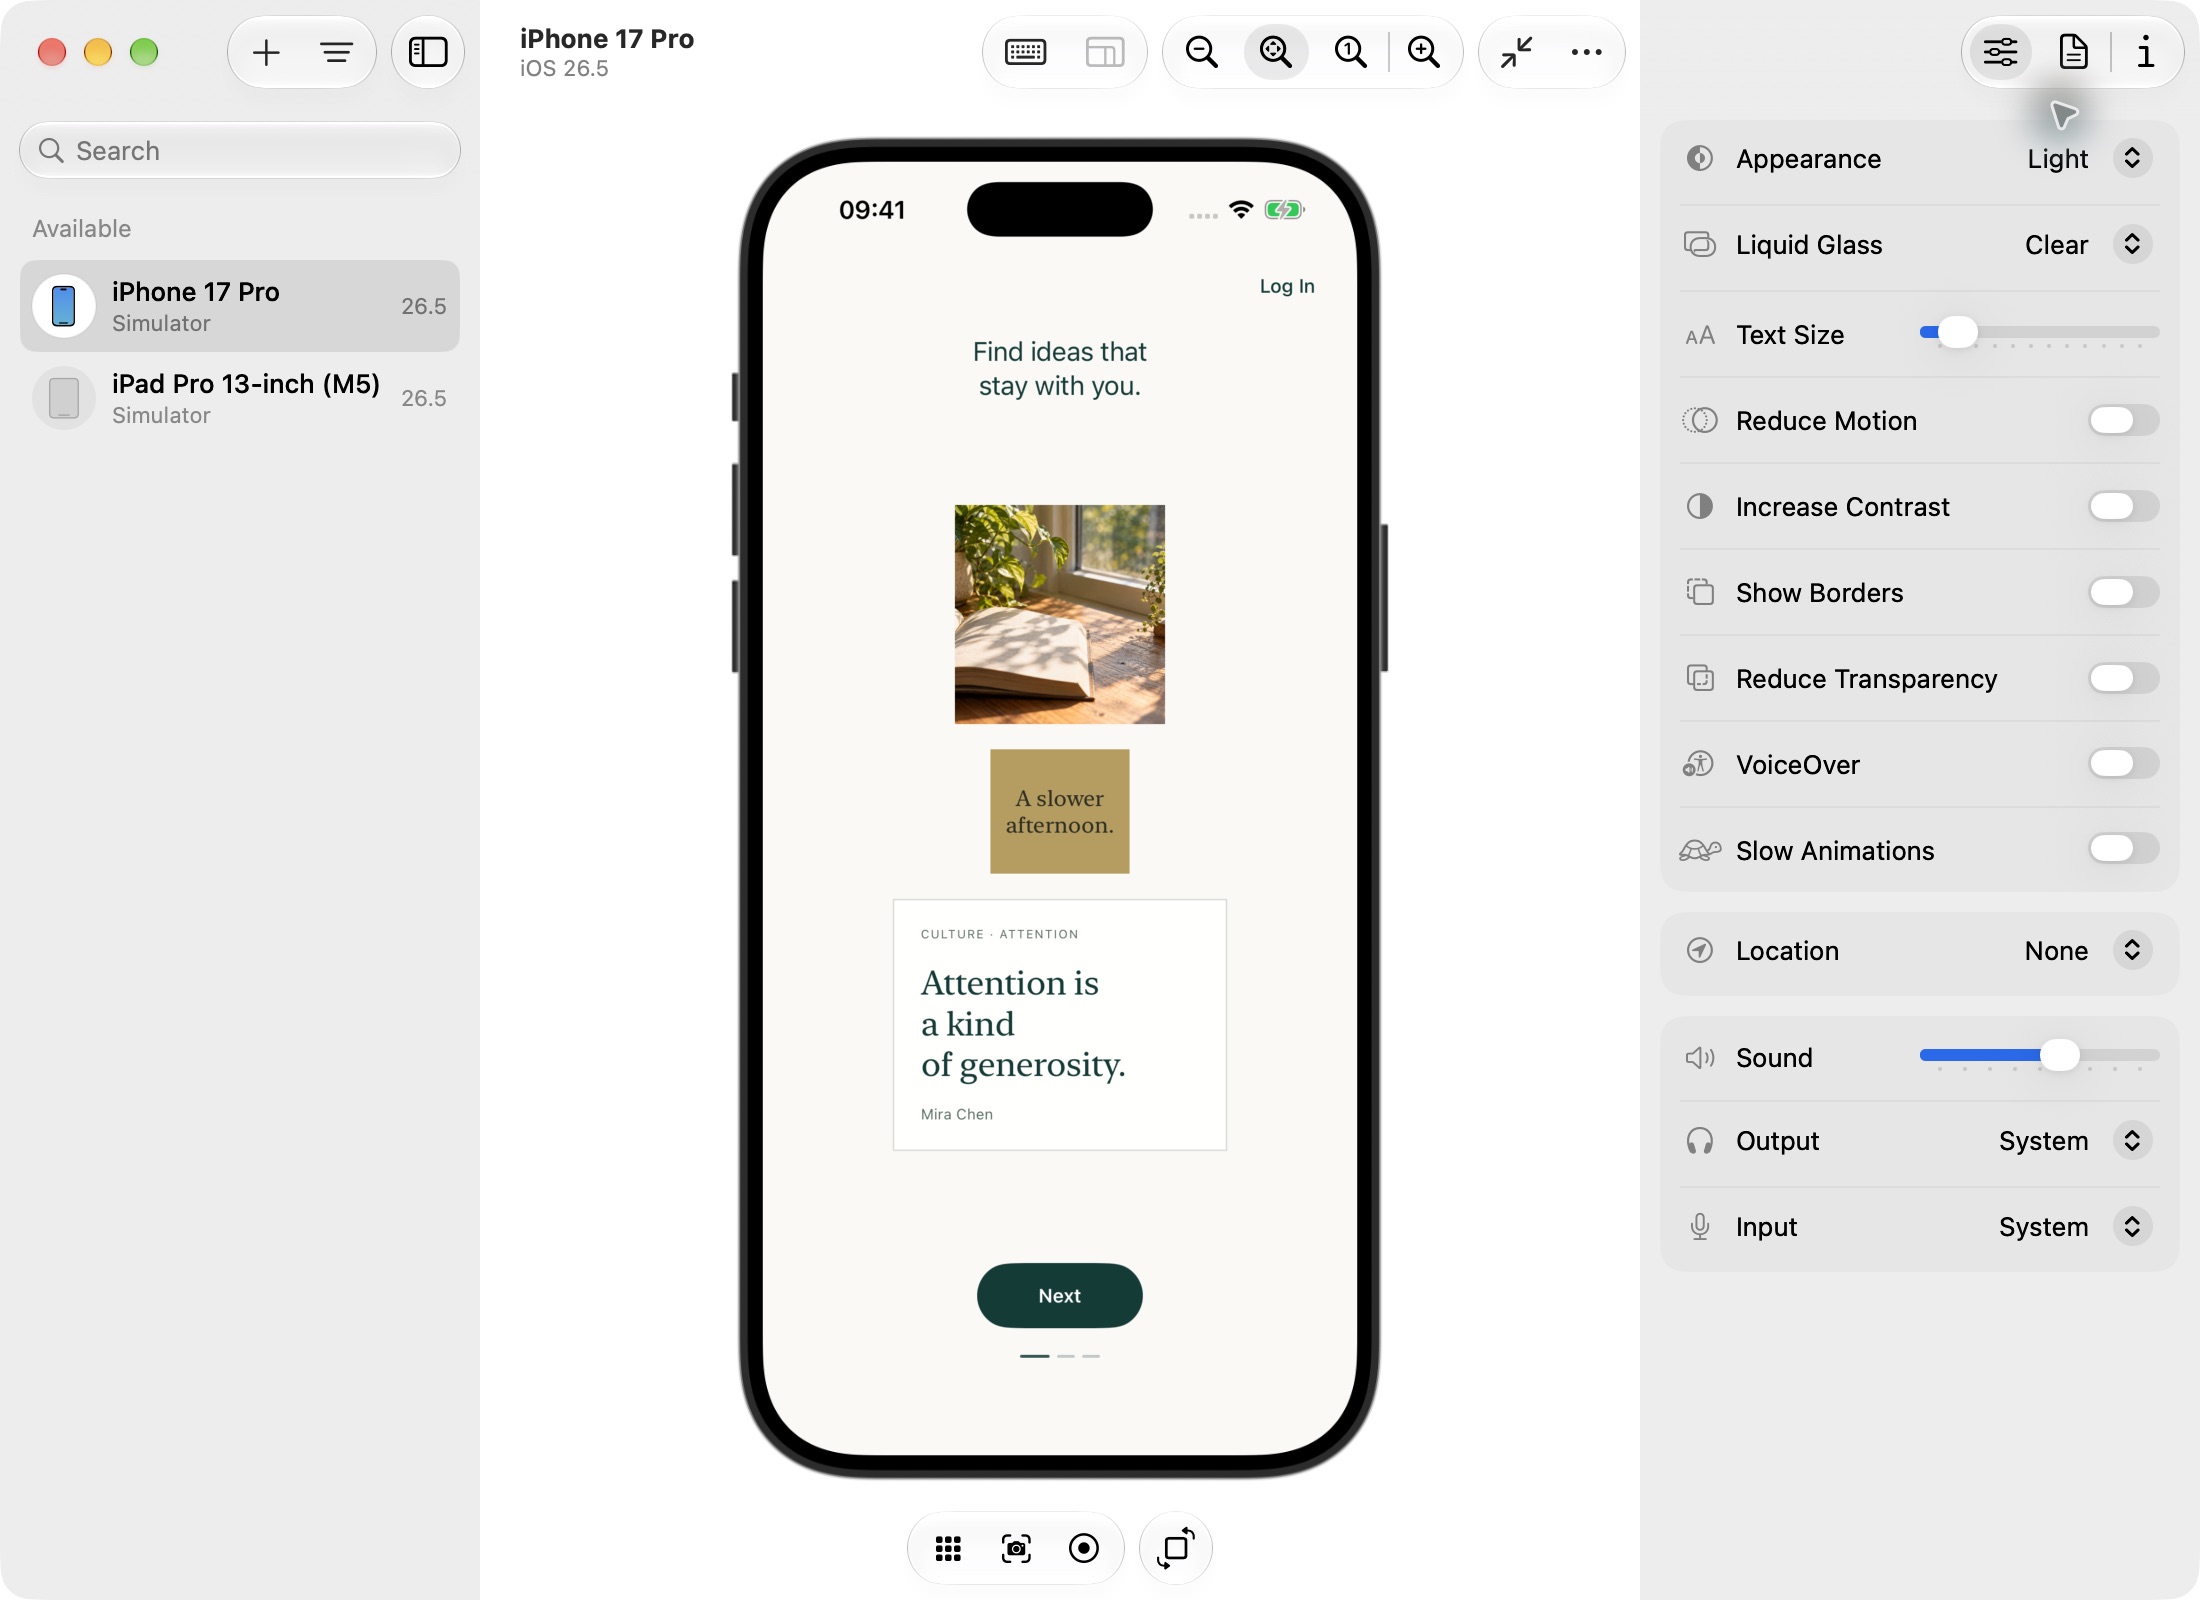 iPhone 17 Pro
iOS 26.5
Search
Available
iPhone 17 Pro
Simulator
26.5
iPad Pro 13-inch (M5)
Simulator
26.5
09:41
Log In
Find ideas that
stay with you.
A slower
afternoon.
CULTURE · ATTENTION
Attention is
a kind
of generosity.
Mira Chen
Next
Appearance Light
Liquid Glass Clear
AA Text Size
Reduce Motion
Increase Contrast
Show Borders
Reduce Transparency
VoiceOver
Slow Animations
Location None
Sound
Output System
Input System